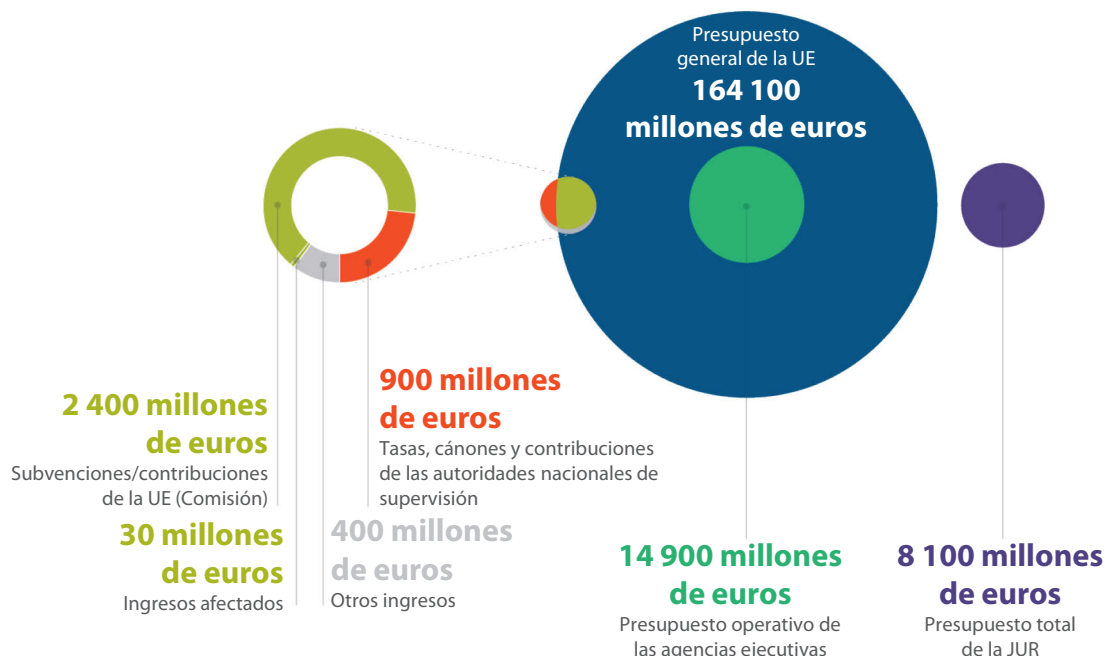 Presupuesto
general de la UE
164 100
millones de euros
2 400 millones
de euros
Subvenciones/contribuciones
de la UE (Comisión)
30 millones
de euros
Ingresos afectados
900 millones
de euros
Tasas, cánones y contribuciones
de las autoridades nacionales de
supervisión
400 millones
de euros
Otros ingresos
14 900 millones
de euros
Presupuesto operativo de
las agencias ejecutivas
8 100 millones
de euros
Presupuesto total
de la JUR